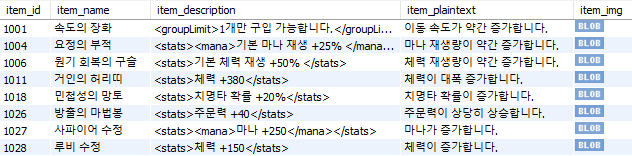 item_id item_name item_description item_plaintext item_img
1001 속도의 장화 <groupLimit>1개만 구입 가능합니다.</groupLi... 이동 속도가 약간 증가합니다. BLOB
1004 요정의 부적 <stats><mana>기본 마나 재생 +25% </mana... 마나 재생량이 약간 증가합니다. BLOB
1006 원기 회복의 구슬 <stats>기본 체력 재생 +50% </stats> 체력 재생량이 증가합니다. BLOB
1011 거인의 허리띠 <stats>체력 +380</stats> 체력이 대폭 증가합니다. BLOB
1018 민첩성의 망토 <stats>치명타 확률 +20%</stats> 치명타 확률이 증가합니다. BLOB
1026 방출의 마법봉 <stats>주문력 +40</stats> 주문력이 상당히 상승합니다. BLOB
1027 사파이어 수정 <stats><mana>마나 +250</mana></stats> 마나가 증가합니다. BLOB
1028 루비 수정 <stats>체력 +150</stats> 체력이 증가합니다. BLOB